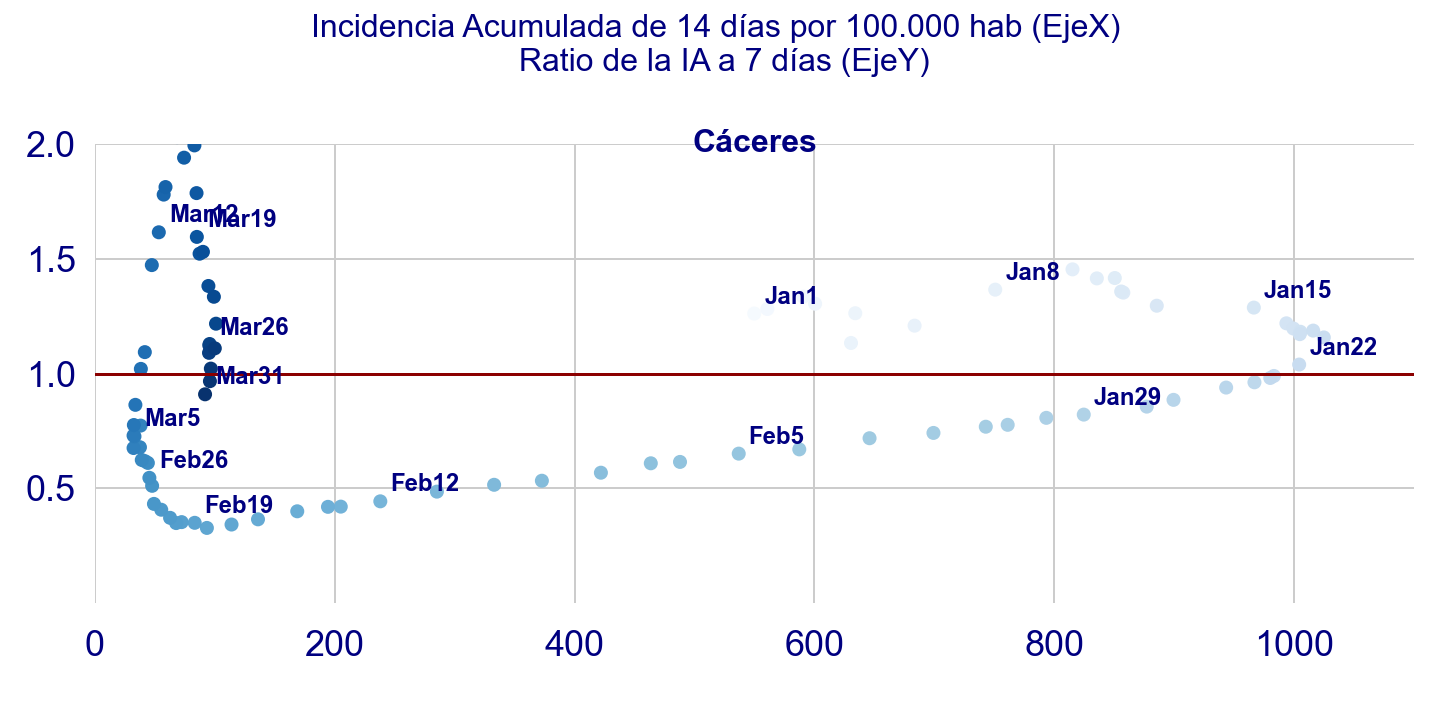 Incidencia Acumulada de 14 días por 100.000 hab (EjeX)
Ratio de la IA a 7 días (EjeY)
Cáceres
2.0
Mar12
Mar19
1.5
Jan1
Jan8
Jan15
Mar26
Jan22
1.0
Mar31
Jan29
Mar5
Feb5
Feb26
Feb12
0.5
Feb19
0 200 400 600 800 1000